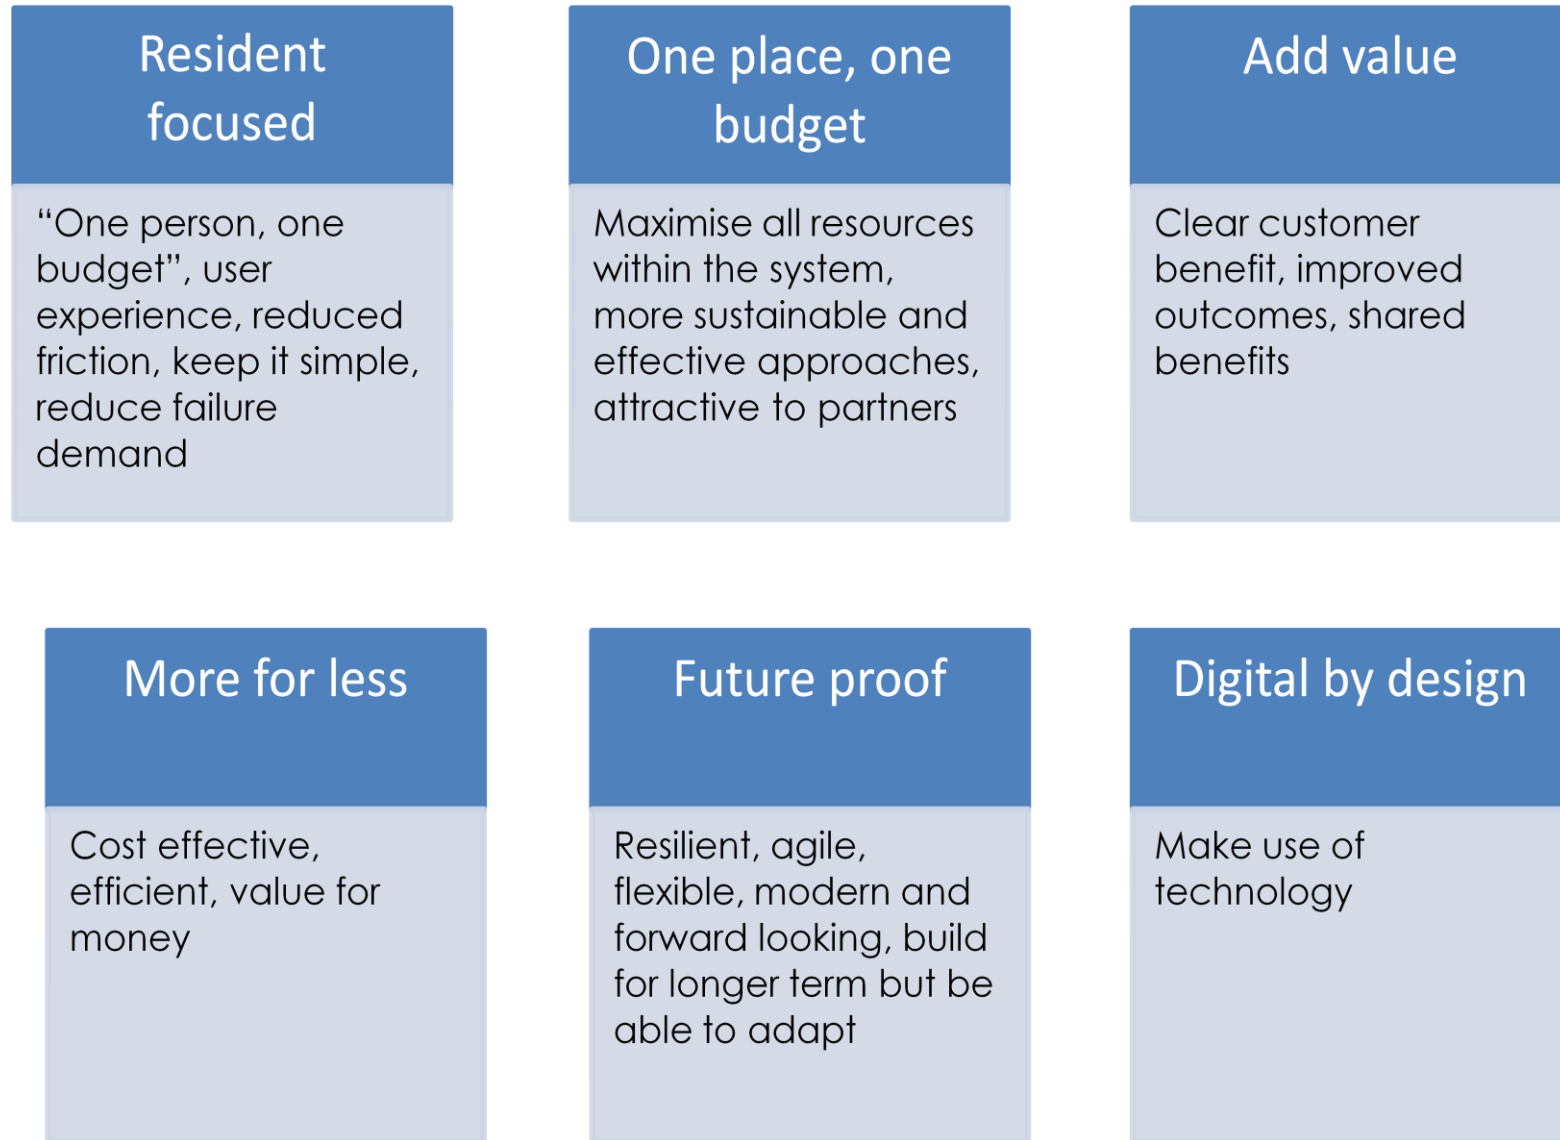 Resident
focused
“One person, one
budget”, user
experience, reduced
friction, keep it simple,
reduce failure
demand
One place, one
budget
Maximise all resources
within the system,
more sustainable and
effective approaches,
attractive to partners
Add value
Clear customer
benefit, improved
outcomes, shared
benefits
More for less
Cost effective,
efficient, value for
money
Future proof
Resilient, agile,
flexible, modern and
forward looking, build
for longer term but be
able to adapt
Digital by design
Make use of
technology